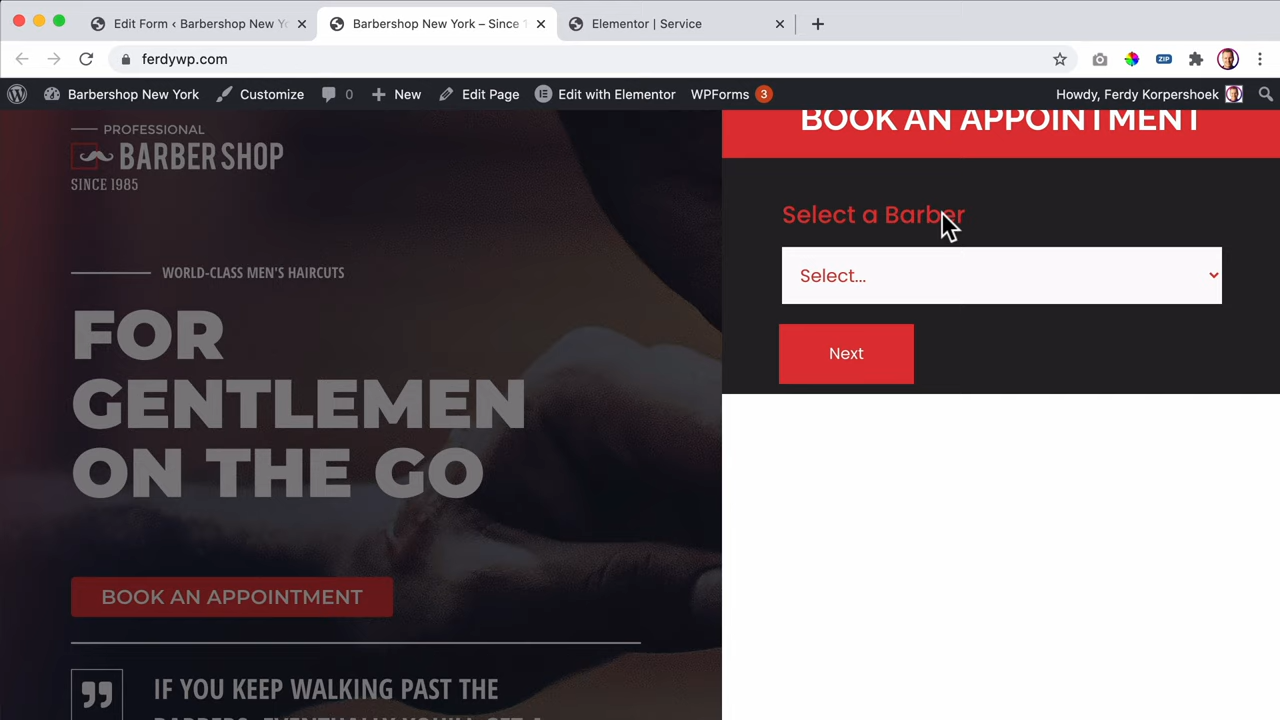 Edit Form ‹ Barbershop New Yo
Barbershop New York – Since 1
Elementor | Service
ferdywp.com
Barbershop New York
Customize
0
New
Edit Page
Edit with Elementor
WPForms 3
Howdy, Ferdy Korpershoek
ZIP
PROFESSIONAL
BARBER SHOP
SINCE 1985
WORLD-CLASS MEN'S HAIRCUTS
FOR
GENTLEMEN
ON THE GO
BOOK AN APPOINTMENT
IF YOU KEEP WALKING PAST THE
BOOK AN APPOINTMENT
Select a Barber
Select...
Next